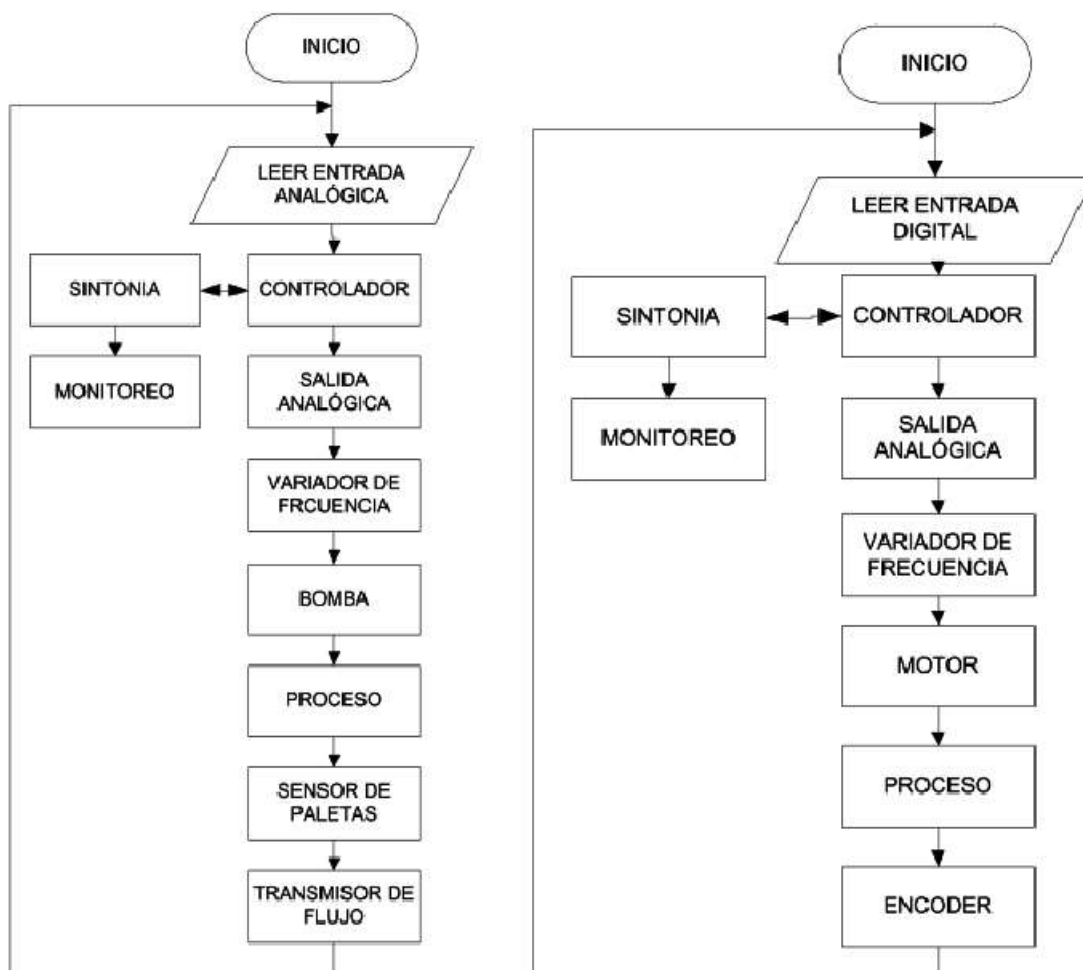 INICIO
LEER ENTRADA
ANALÓGICA
SINTONIA
CONTROLADOR
MONITOREO
SALIDA
ANALÓGICA
VARIADOR DE
FRCUENCIA
BOMBA
PROCESO
SENSOR DE
PALETAS
TRANSMISOR DE
FLUJO
INICIO
LEER ENTRADA
DIGITAL
SINTONIA
CONTROLADOR
MONITOREO
SALIDA
ANALÓGICA
VARIADOR DE
FRECUENCIA
MOTOR
PROCESO
ENCODER